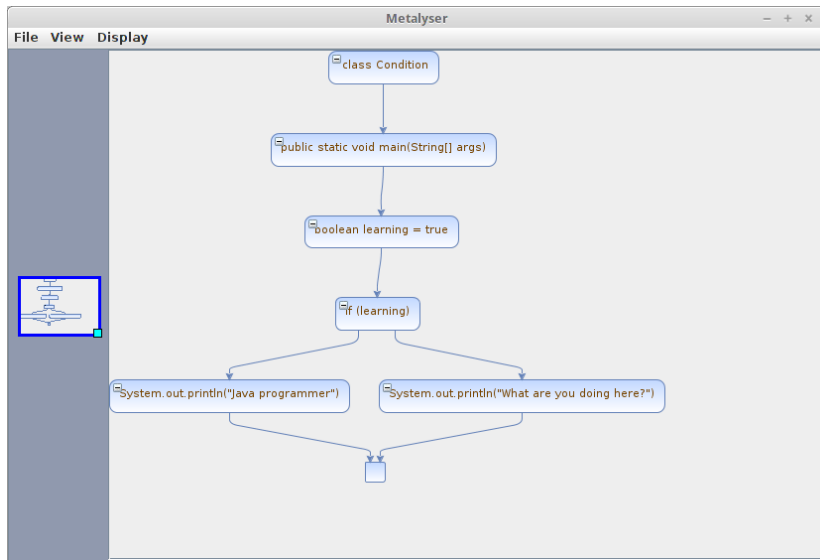 Metalyser
File View Display
class Condition
public static void main(String[] args)
boolean learning = true
if (learning)
System.out.println("Java programmer")
System.out.println("What are you doing here?")